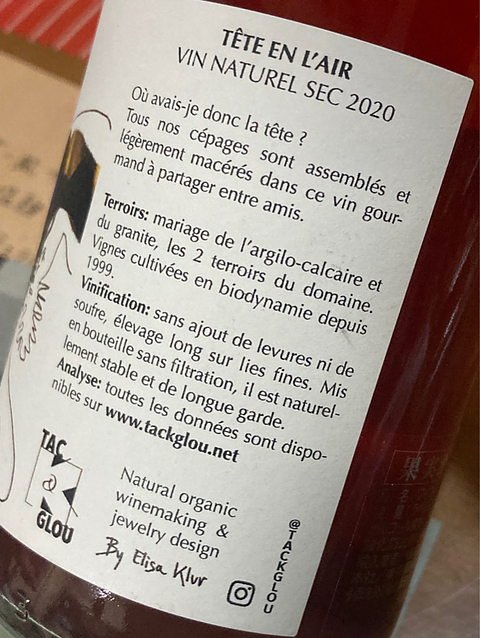 TÊTE EN L'AIR
VIN NATUREL SEC 2020
Où avais-je donc la tête ?
Tous nos cépages sont assemblés et
légèrement macérés dans ce vin gour-
mand à partager entre amis.
Terroirs: mariage de l'argilo-calcaire et
du granite, les 2 terroirs du domaine.
Vignes cultivées en biodynamie depuis
1999.
Vinification: sans ajout de levures ni de
soufre, élevage long sur lies fines. Mis
en bouteille sans filtration, il est naturel-
lement stable et de longue garde.
Analyse: toutes les données sont dispo-
nibles sur www.tackglou.net
TAC
&
GLOU
Natural organic
winemaking &
jewelry design
By Elisa Klur
@TACKGLOU
果